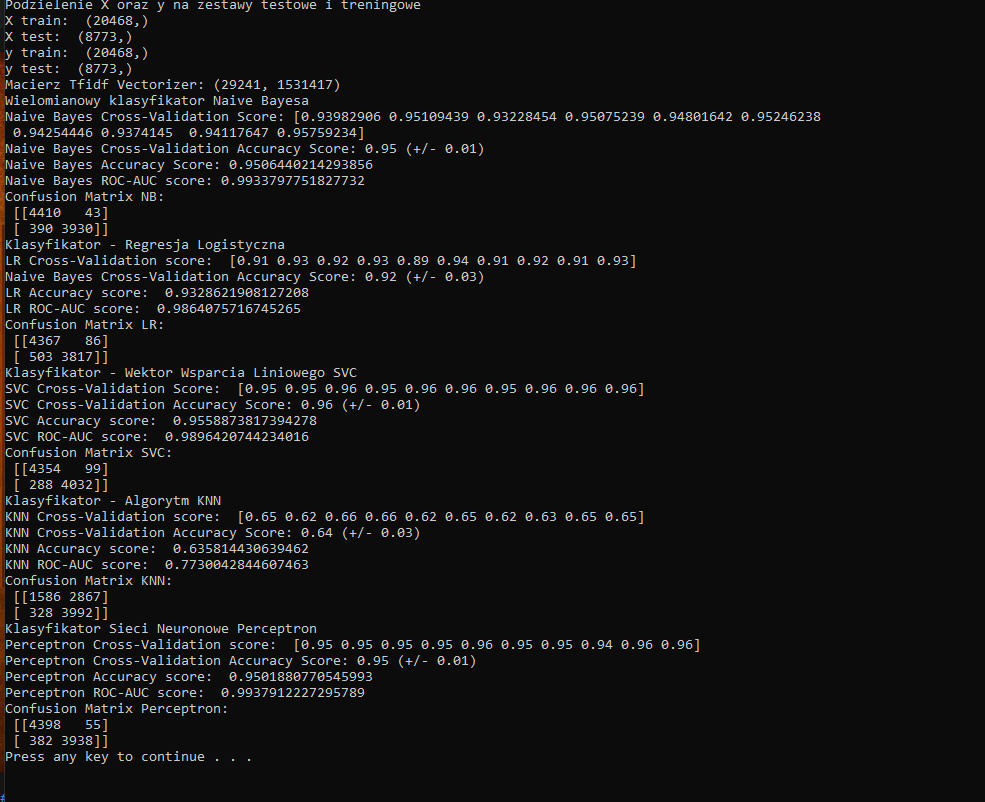 Podzielenie X oraz y na zestawy testowe i treningowe
X train:  (20468,)
X test:  (8773,)
y train:  (20468,)
y test:  (8773,)
Macierz Tfidf Vectorizer: (29241, 1531417)
Wielomianowy klasyfikator Naive Bayesa
Naive Bayes Cross-Validation Score: [0.93982906 0.95109439 0.93228454 0.95075239 0.94801642 0.95246238
 0.94254446 0.9374145  0.94117647 0.95759234]
Naive Bayes Cross-Validation Accuracy Score: 0.95 (+/- 0.01)
Naive Bayes Accuracy Score: 0.9506440214293856
Naive Bayes ROC-AUC score: 0.9933797751827732
Confusion Matrix NB:
 [[4410   43]
 [ 390 3930]]
Klasyfikator - Regresja Logistyczna
LR Cross-Validation score:  [0.91 0.93 0.92 0.93 0.89 0.94 0.91 0.92 0.91 0.93]
Naive Bayes Cross-Validation Accuracy Score: 0.92 (+/- 0.03)
LR Accuracy score:  0.9328621908127208
LR ROC-AUC score:  0.9864075716745265
Confusion Matrix LR:
 [[4367   86]
 [ 503 3817]]
Klasyfikator - Wektor Wsparcia Liniowego SVC
SVC Cross-Validation Score:  [0.95 0.95 0.96 0.95 0.96 0.96 0.95 0.96 0.96 0.96]
SVC Cross-Validation Accuracy Score: 0.96 (+/- 0.01)
SVC Accuracy score:  0.9558873817394278
SVC ROC-AUC score:  0.9896420744234016
Confusion Matrix SVC:
 [[4354   99]
 [ 288 4032]]
Klasyfikator - Algorytm KNN
KNN Cross-Validation score:  [0.65 0.62 0.66 0.66 0.62 0.65 0.62 0.63 0.65 0.65]
KNN Cross-Validation Accuracy Score: 0.64 (+/- 0.03)
KNN Accuracy score:  0.635814430639462
KNN ROC-AUC score:  0.7730042844607463
Confusion Matrix KNN:
 [[1586 2867]
 [ 328 3992]]
Klasyfikator Sieci Neuronowe Perceptron
Perceptron Cross-Validation score:  [0.95 0.95 0.95 0.95 0.96 0.95 0.95 0.94 0.96 0.96]
Perceptron Cross-Validation Accuracy Score: 0.95 (+/- 0.01)
Perceptron Accuracy score:  0.9501880770545993
Perceptron ROC-AUC score:  0.9937912227295789
Confusion Matrix Perceptron:
 [[4398   55]
 [ 382 3938]]
Press any key to continue . . .